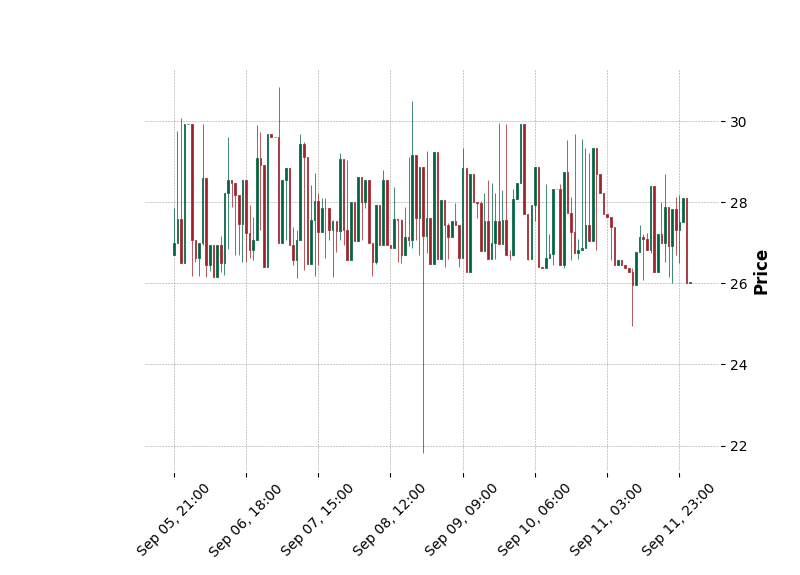 30
28
26
24
22
Price
Sep 05, 21:00
Sep 06, 18:00
Sep 07, 15:00
Sep 08, 12:00
Sep 09, 09:00
Sep 10, 06:00
Sep 11, 03:00
Sep 11, 23:00